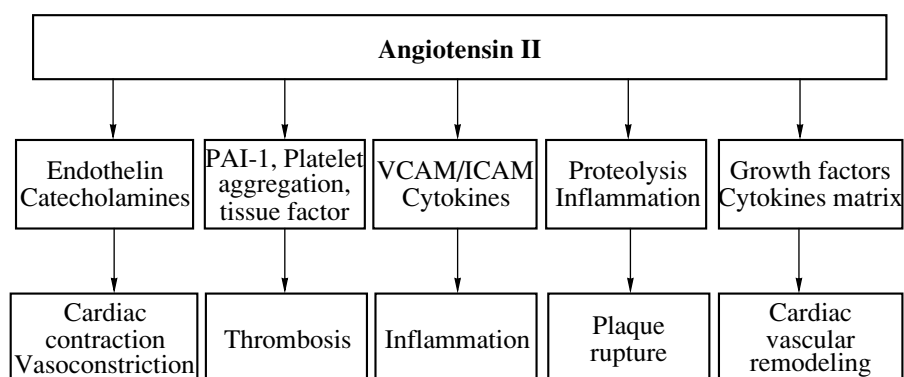 Angiotensin II
Endothelin
Catecholamines
PAI-1, Platelet
aggregation,
tissue factor
VCAM/ICAM
Cytokines
Proteolysis
Inflammation
Growth factors
Cytokines matrix
Cardiac
contraction
Vasoconstriction
Thrombosis
Inflammation
Plaque
rupture
Cardiac
vascular
remodeling